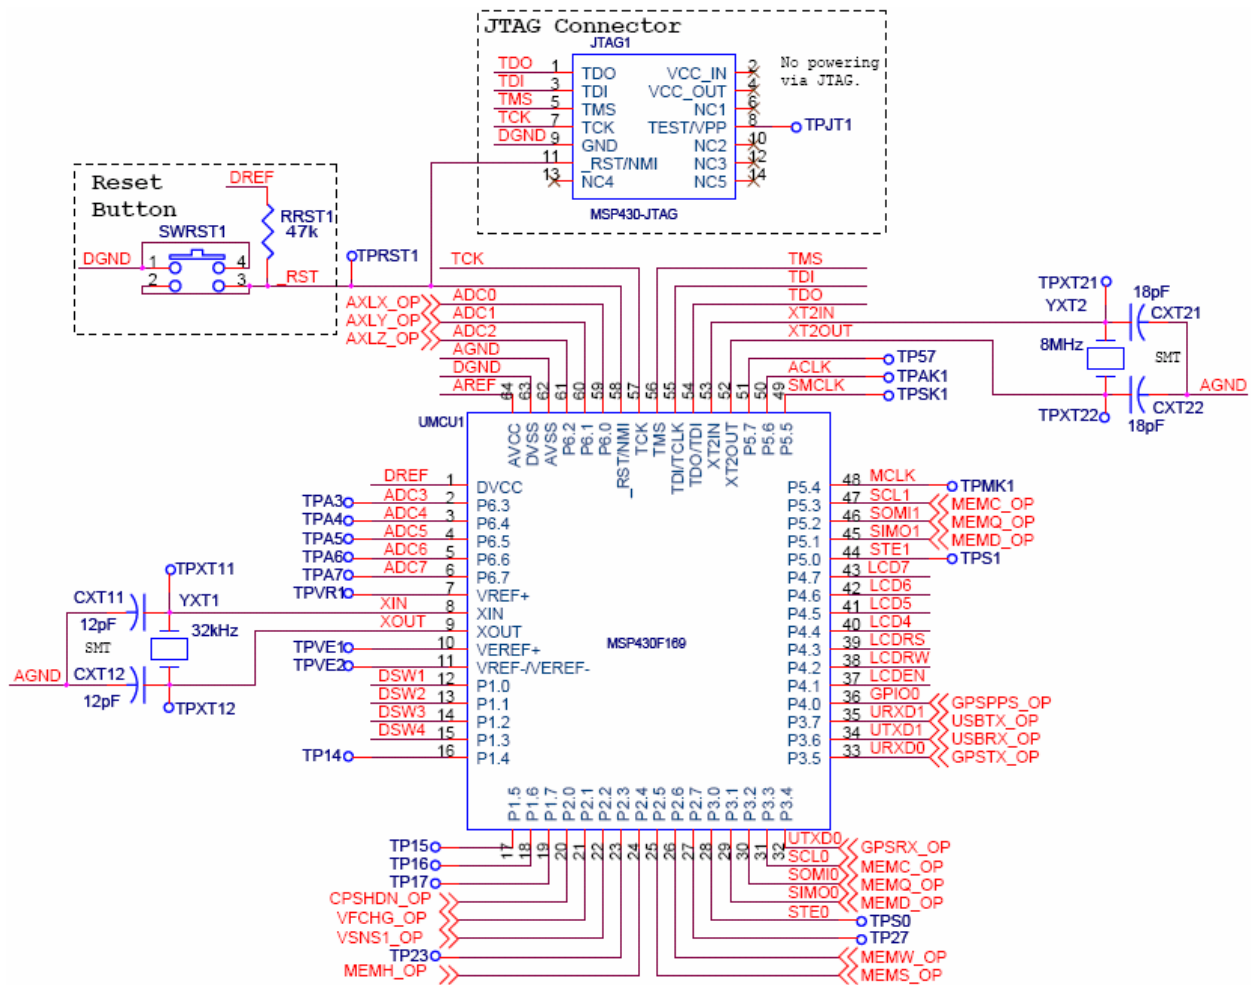 JTAG Connector
JTAG1
TDO 1 TDO VCC_IN 2
TDI 3 TDI VCC_OUT 4
TMS 5 TMS NC1 6
TCK 7 TCK TEST/VPP 8 TPJT1
DGND 9 GND NC2 10
11 _RST/NMI NC3 12
13 NC4 NC5 14
MSP430-JTAG
No powering
via JTAG.
Reset
Button
DREF
SWRST1
RRST1
47k
DGND 1 4
2 3
_RST
TPRST1
TCK
AXLX_OP ADC0
AXLY_OP ADC1
AXLZ_OP ADC2
AGND
DGND
AREF
TMS
TDI
TDO
XT2IN
XT2OUT
TP57
ACLK TPAK1
SMCLK TPSK1
TPXT21
YXT2
18pF
CXT21
8MHz
SMT
AGND
TPXT22
CXT22
18pF
64 63 62 61 60 59 58 57 56 55 54 53 52 51 50 49
UMCU1
AVCC DVSS AVSS P6.2 P6.1 P6.0 _RST/NMI TCK TMS TDI/TCLK TDO/TDI XT2IN XT2OUT P5.7 P5.6 P5.5
DREF 1 DVCC
TPA3 ADC3 2 P6.3
TPA4 ADC4 3 P6.4
TPA5 ADC5 4 P6.5
TPA6 ADC6 5 P6.6
TPA7 ADC7 6 P6.7
TPVR1 7 VREF+
XIN 8 XIN
XOUT 9 XOUT
TPVE1 10 VEREF+
TPVE2 11 VREF-/VEREF-
DSW1 12 P1.0
DSW2 13 P1.1
DSW3 14 P1.2
DSW4 15 P1.3
TP14 16 P1.4
TPXT11
CXT11
YXT1
12pF
32kHz
SMT
AGND
CXT12
12pF
TPXT12
MSP430F169
P5.4 48 MCLK TPMK1
P5.3 47 SCL1 MEMC_OP
P5.2 46 SOMI1 MEMQ_OP
P5.1 45 SIMO1 MEMD_OP
P5.0 44 STE1 TPS1
P4.7 43 LCD7
P4.6 42 LCD6
P4.5 41 LCD5
P4.4 40 LCD4
P4.3 39 LCDRS
P4.2 38 LCDRW
P4.1 37 LCDEN
P4.0 36 GPIO0 GPSPPS_OP
P3.7 35 URXD1 USBTX_OP
P3.6 34 UTXD1 USBRX_OP
P3.5 33 URXD0 GPSTX_OP
P1.5 P1.6 P1.7 P2.0 P2.1 P2.2 P2.3 P2.4 P2.5 P2.6 P2.7 P3.0 P3.1 P3.2 P3.3 P3.4
17 18 19 20 21 22 23 24 25 26 27 28 29 30 31 32
TP15
TP16
TP17
CPSHDN_OP
VFCHG_OP
VSNS1_OP
TP23
MEMH_OP
UTXD0 GPSRX_OP
SCL0 MEMC_OP
SOMI0 MEMQ_OP
SIMO0 MEMD_OP
STE0 TPS0
TP27
MEMW_OP
MEMS_OP